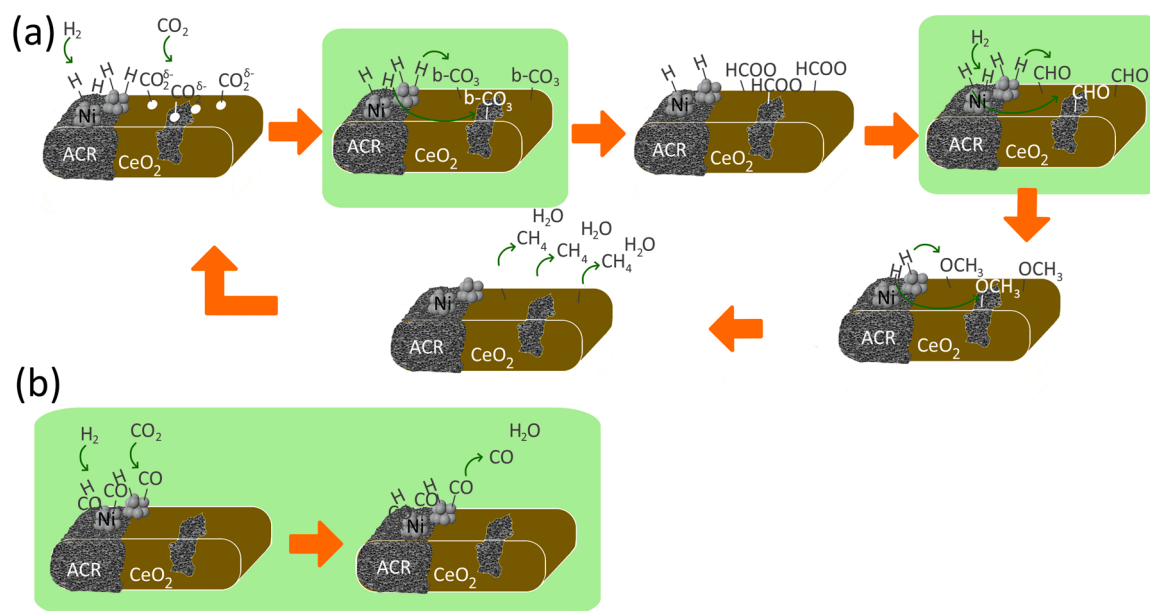 (a)
H₂ CO₂
H H H H CO₂δ- CO₂δ- CO₂δ-
Ni
ACR CeO₂
H H H H b-CO₃ b-CO₃
b-CO₃
Ni
ACR CeO₂
H H HCOO HCOO
HCOO
Ni
ACR CeO₂
H₂
H H H CHO CHO
CHO
Ni
ACR CeO₂
H H OCH₃ OCH₃
OCH₃
Ni
ACR CeO₂
H₂O H₂O H₂O
CH₄ CH₄ CH₄
Ni
ACR CeO₂
(b)
H₂ CO₂
H H CO
CO CO
Ni
ACR CeO₂
H₂O
CO
H H CO
CO CO
Ni
ACR CeO₂